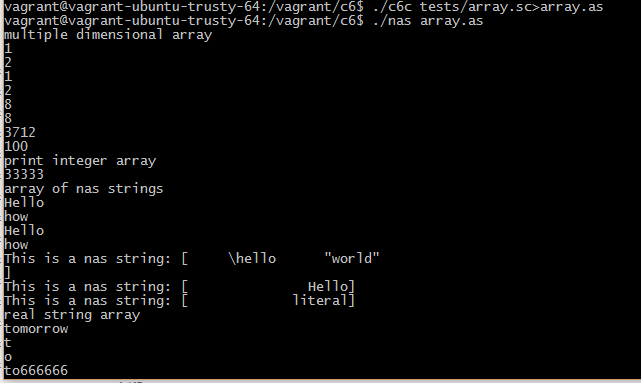 vagrant@vagrant-ubuntu-trusty-64:/vagrant/c6$ ./c6c tests/array.sc>array.as
vagrant@vagrant-ubuntu-trusty-64:/vagrant/c6$ ./nas array.as
multiple dimensional array
1
2
1
2
8
8
3712
100
print integer array
33333
array of nas strings
Hello
how
Hello
how
This is a nas string: [     \hello      "world"
]
This is a nas string: [               Hello]
This is a nas string: [             literal]
real string array
tomorrow
t
o
to666666